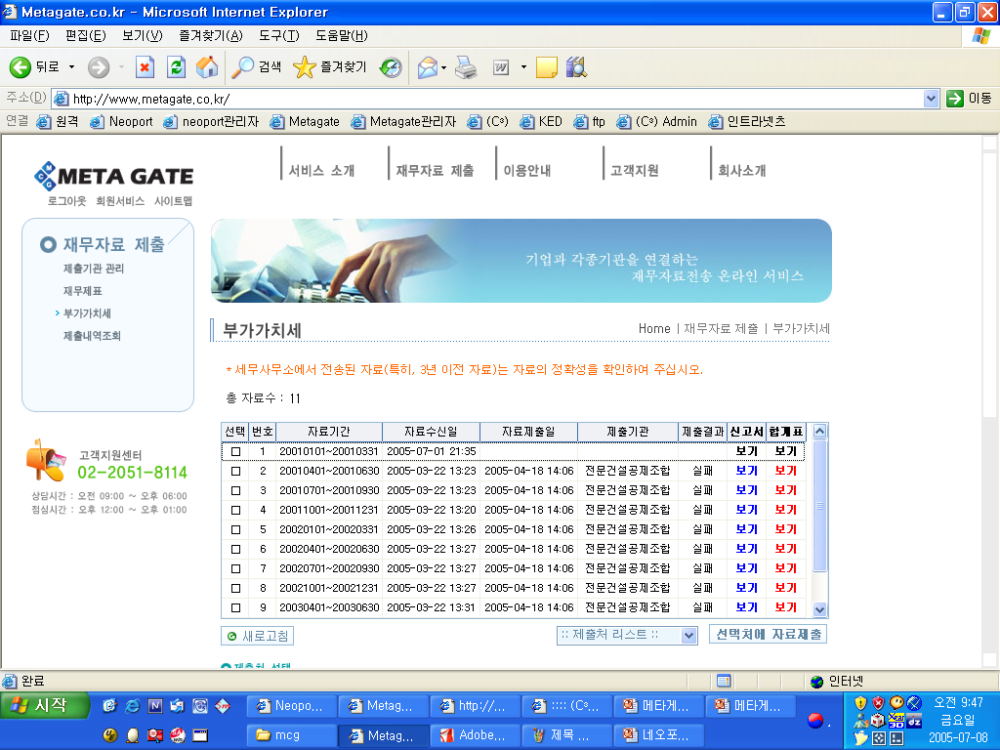 Metagate.co.kr - Microsoft Internet Explorer
파일(F) 편집(E) 보기(V) 즐겨찾기(A) 도구(T) 도움말(H)
뒤로 검색 즐겨찾기
주소(D) http://www.metagate.co.kr/ 이동
연결 원격 Neoport neoport관리자 Metagate Metagate관리자 (C³) KED ftp (C³) Admin 인트라넷츠
META GATE
서비스 소개 재무자료 제출 이용안내 고객지원 회사소개
로그아웃 회원서비스 사이트맵
재무자료 제출
제출기관 관리
재무제표
> 부가가치세
제출내역조회
기업과 각종기관을 연결하는
재무자료전송 온라인 서비스
부가가치세
Home | 재무자료 제출 | 부가가치세
* 세무사무소에서 전송된 자료(특히, 3년 이전 자료)는 자료의 정확성을 확인하여 주십시오.
총 자료수 : 11
고객지원센터
02-2051-8114
상담시간 : 오전 09:00 ~ 오후 06:00
점심시간 : 오후 12:00 ~ 오후 01:00
선택 번호 자료기간 자료수신일 자료제출일 제출기관 제출결과 신고서 합계표
1 20010101~20010331 2005-07-01 21:35 보기 보기
2 20010401~20010630 2005-03-22 13:23 2005-04-18 14:06 전문건설공제조합 실패 보기 보기
3 20010701~20010930 2005-03-22 13:23 2005-04-18 14:06 전문건설공제조합 실패 보기 보기
4 20011001~20011231 2005-03-22 13:20 2005-04-18 14:06 전문건설공제조합 실패 보기 보기
5 20020101~20020331 2005-03-22 13:26 2005-04-18 14:06 전문건설공제조합 실패 보기 보기
6 20020401~20020630 2005-03-22 13:27 2005-04-18 14:06 전문건설공제조합 실패 보기 보기
7 20020701~20020930 2005-03-22 13:27 2005-04-18 14:06 전문건설공제조합 실패 보기 보기
8 20021001~20021231 2005-03-22 13:27 2005-04-18 14:06 전문건설공제조합 실패 보기 보기
9 20030401~20030630 2005-03-22 13:31 2005-04-18 14:06 전문건설공제조합 실패 보기 보기
새로고침 :: 제출처 리스트 :: 선택처에 자료제출
제출처 선택
완료 인터넷
시작 Neopo... Metag... http://... :::: (C³... 메타게... 메타게... 오전 9:47
금요일
mcg Metag... Adobe... 제목 ... 네오포... 2005-07-08